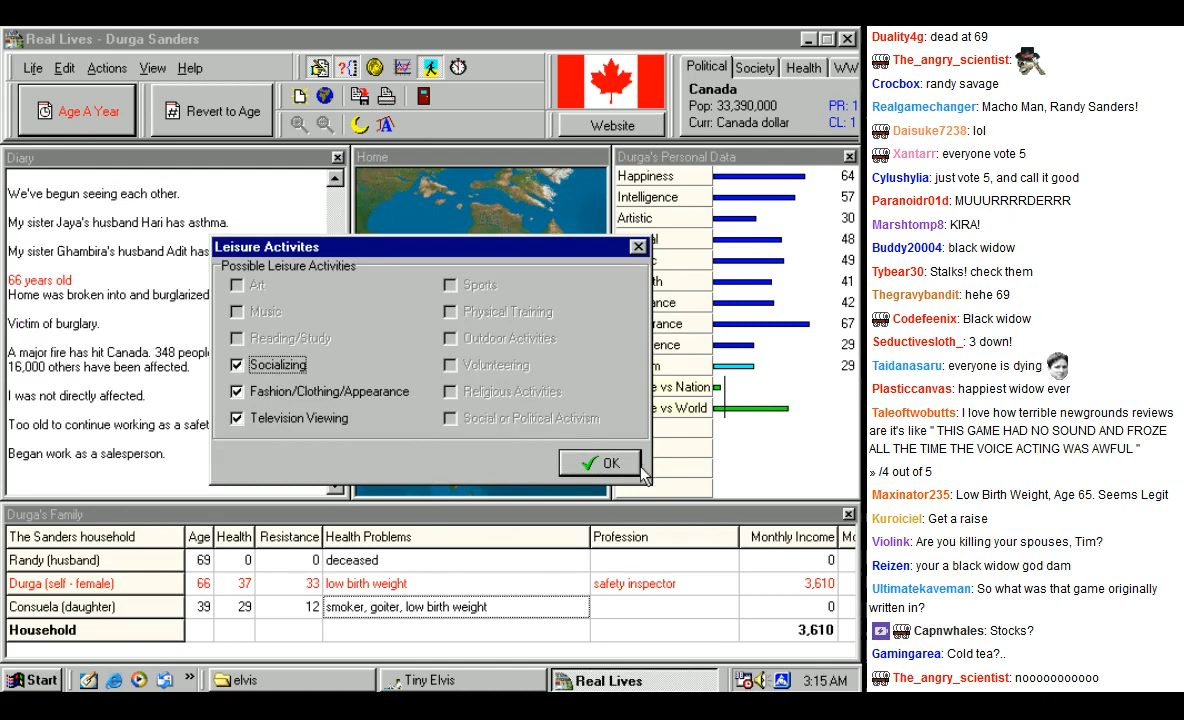 Real Lives - Durga Sanders
Life Edit Actions View Help
Age A Year
Revert to Age
Website
Political Society Health WW
Canada
Pop: 33,390,000 PR: 1
Curr: Canada dollar CL: 1
Diary
We've begun seeing each other.
My sister Jaya's husband Hari has asthma.
My sister Ghambira's husband Adit has
66 years old
Home was broken into and burglarized
Victim of burglary.
A major fire has hit Canada. 348 peopl
16,000 others have been affected.
I was not directly affected.
Too old to continue working as a safet
Began work as a salesperson.
Home
Durga's Personal Data
Happiness 64
Intelligence 57
Artistic 30
l 48
c 49
th 41
ance 42
rance 67
ence 29
m 29
e vs Nation
e vs World
Leisure Activites
Possible Leisure Activities
Art
Music
Reading/Study
Socializing
Fashion/Clothing/Appearance
Television Viewing
Sports
Physical Training
Outdoor Activities
Volunteering
Religious Activities
Social or Political Activism
OK
Durga's Family
The Sanders household Age Health Resistance Health Problems Profession Monthly Income Mo
Randy (husband) 69 0 0 deceased 0
Durga (self - female) 66 37 33 low birth weight safety inspector 3,610
Consuela (daughter) 39 29 12 smoker, goiter, low birth weight 0
Household 3,610
Start » elvis Tiny Elvis Real Lives 3:15 AM
Duality4g: dead at 69
The_angry_scientist:
Crocbox: randy savage
Realgamechanger: Macho Man, Randy Sanders!
Daisuke7238: lol
Xantarr: everyone vote 5
Cylushylia: just vote 5, and call it good
Paranoidr01d: MUUURRRRDERRR
Marshtomp8: KIRA!
Buddy20004: black widow
Tybear30: Stalks! check them
Thegravybandit: hehe 69
Codefeenix: Black widow
Seductivesloth_: 3 down!
Taidanasaru: everyone is dying
Plasticcanvas: happiest widow ever
Taleoftwobutts: I love how terrible newgrounds reviews
are it's like " THIS GAME HAD NO SOUND AND FROZE
ALL THE TIME THE VOICE ACTING WAS AWFUL "
» /4 out of 5
Maxinator235: Low Birth Weight, Age 65. Seems Legit
Kuroiciel: Get a raise
Violink: Are you killing your spouses, Tim?
Reizen: your a black widow god dam
Ultimatekaveman: So what was that game originally
written in?
Capnwhales: Stocks?
Gamingarea: Cold tea?..
The_angry_scientist: nooooooooooo